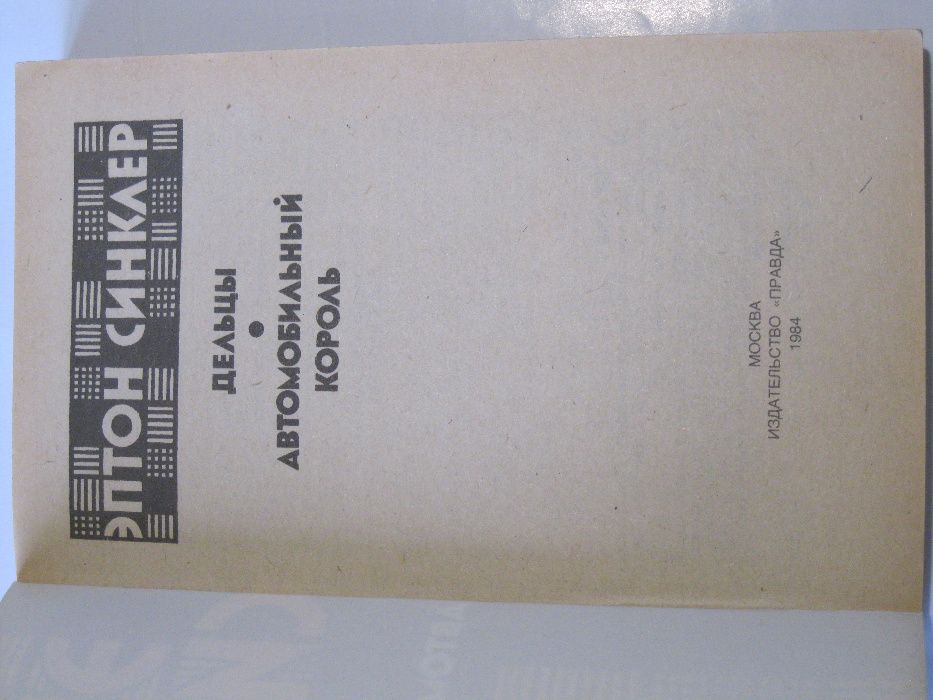 ЭПТОН СИНКЛЕР
ДЕЛЬЦЫ
•
АВТОМОБИЛЬНЫЙ
КОРОЛЬ
МОСКВА
ИЗДАТЕЛЬСТВО «ПРАВДА»
1984